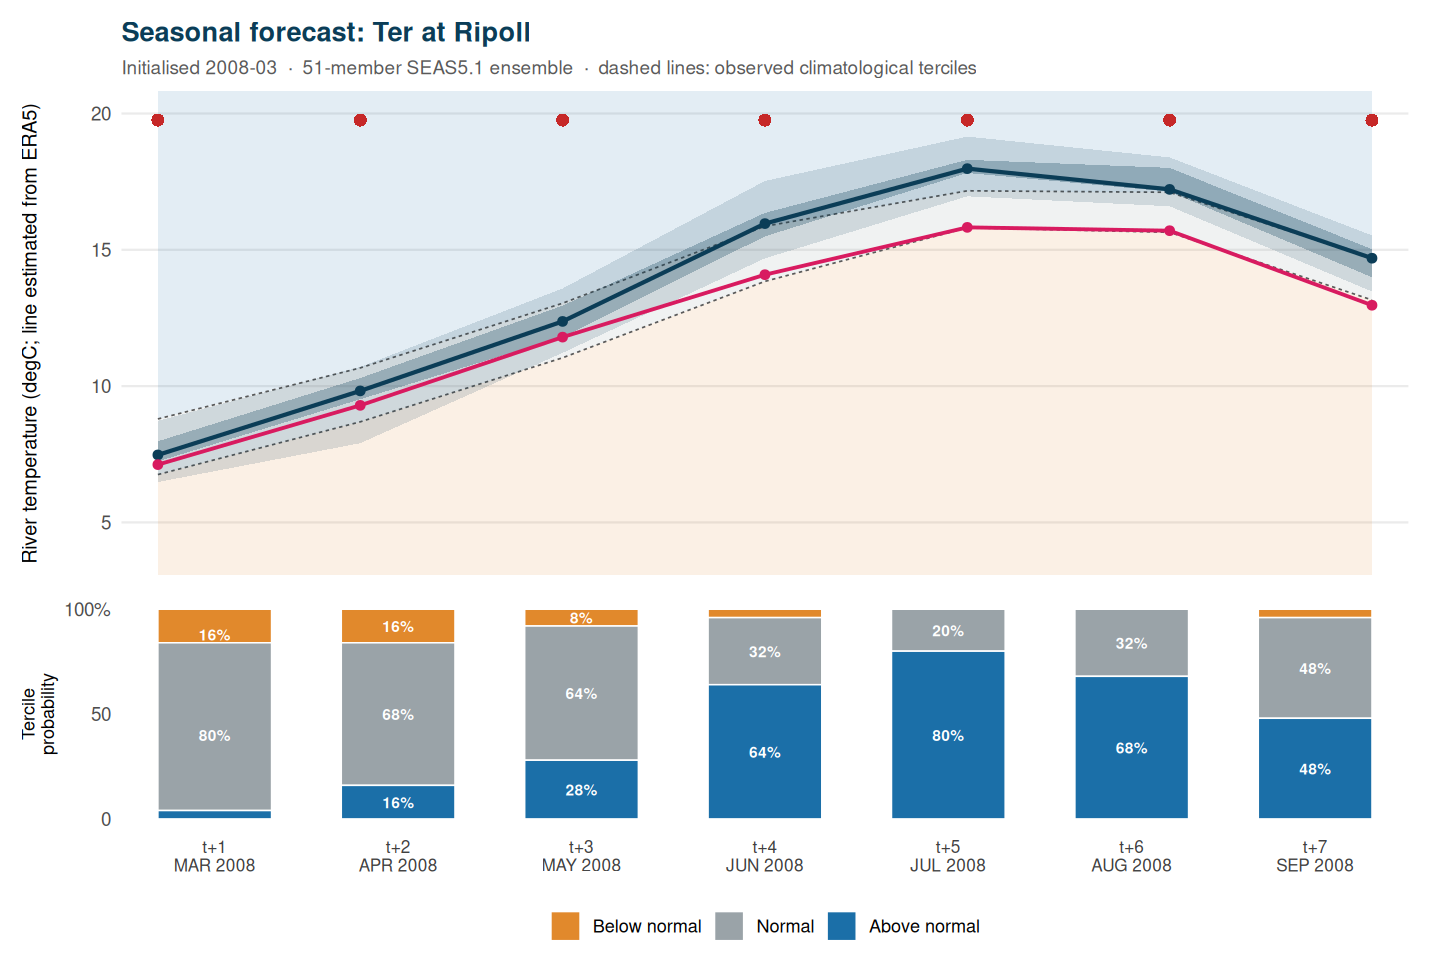 Seasonal forecast: Ter at Ripoll
Initialised 2008-03 · 51-member SEAS5.1 ensemble · dashed lines: observed climatological terciles
River temperature (degC; line estimated from ERA5)
20
15
10
5
Tercile
probability
100%
50
0
16% 16% 8% 32% 20% 32% 48%
80% 68% 64% 64% 80% 68% 48%
16% 28%
t+1 t+2 t+3 t+4 t+5 t+6 t+7
MAR 2008 APR 2008 MAY 2008 JUN 2008 JUL 2008 AUG 2008 SEP 2008
Below normal Normal Above normal